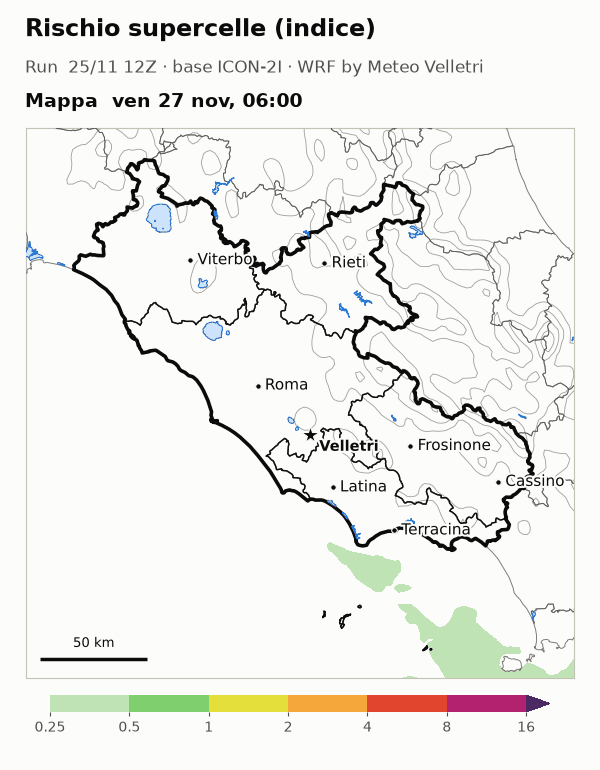 Rischio supercelle (indice)
Run  25/11 12Z · base ICON-2I · WRF by Meteo Velletri
Mappa  ven 27 nov, 06:00
Viterbo
Rieti
Roma
Velletri
Frosinone
Latina
Cassino
Terracina
50 km
0.25
0.5
1
2
4
8
16